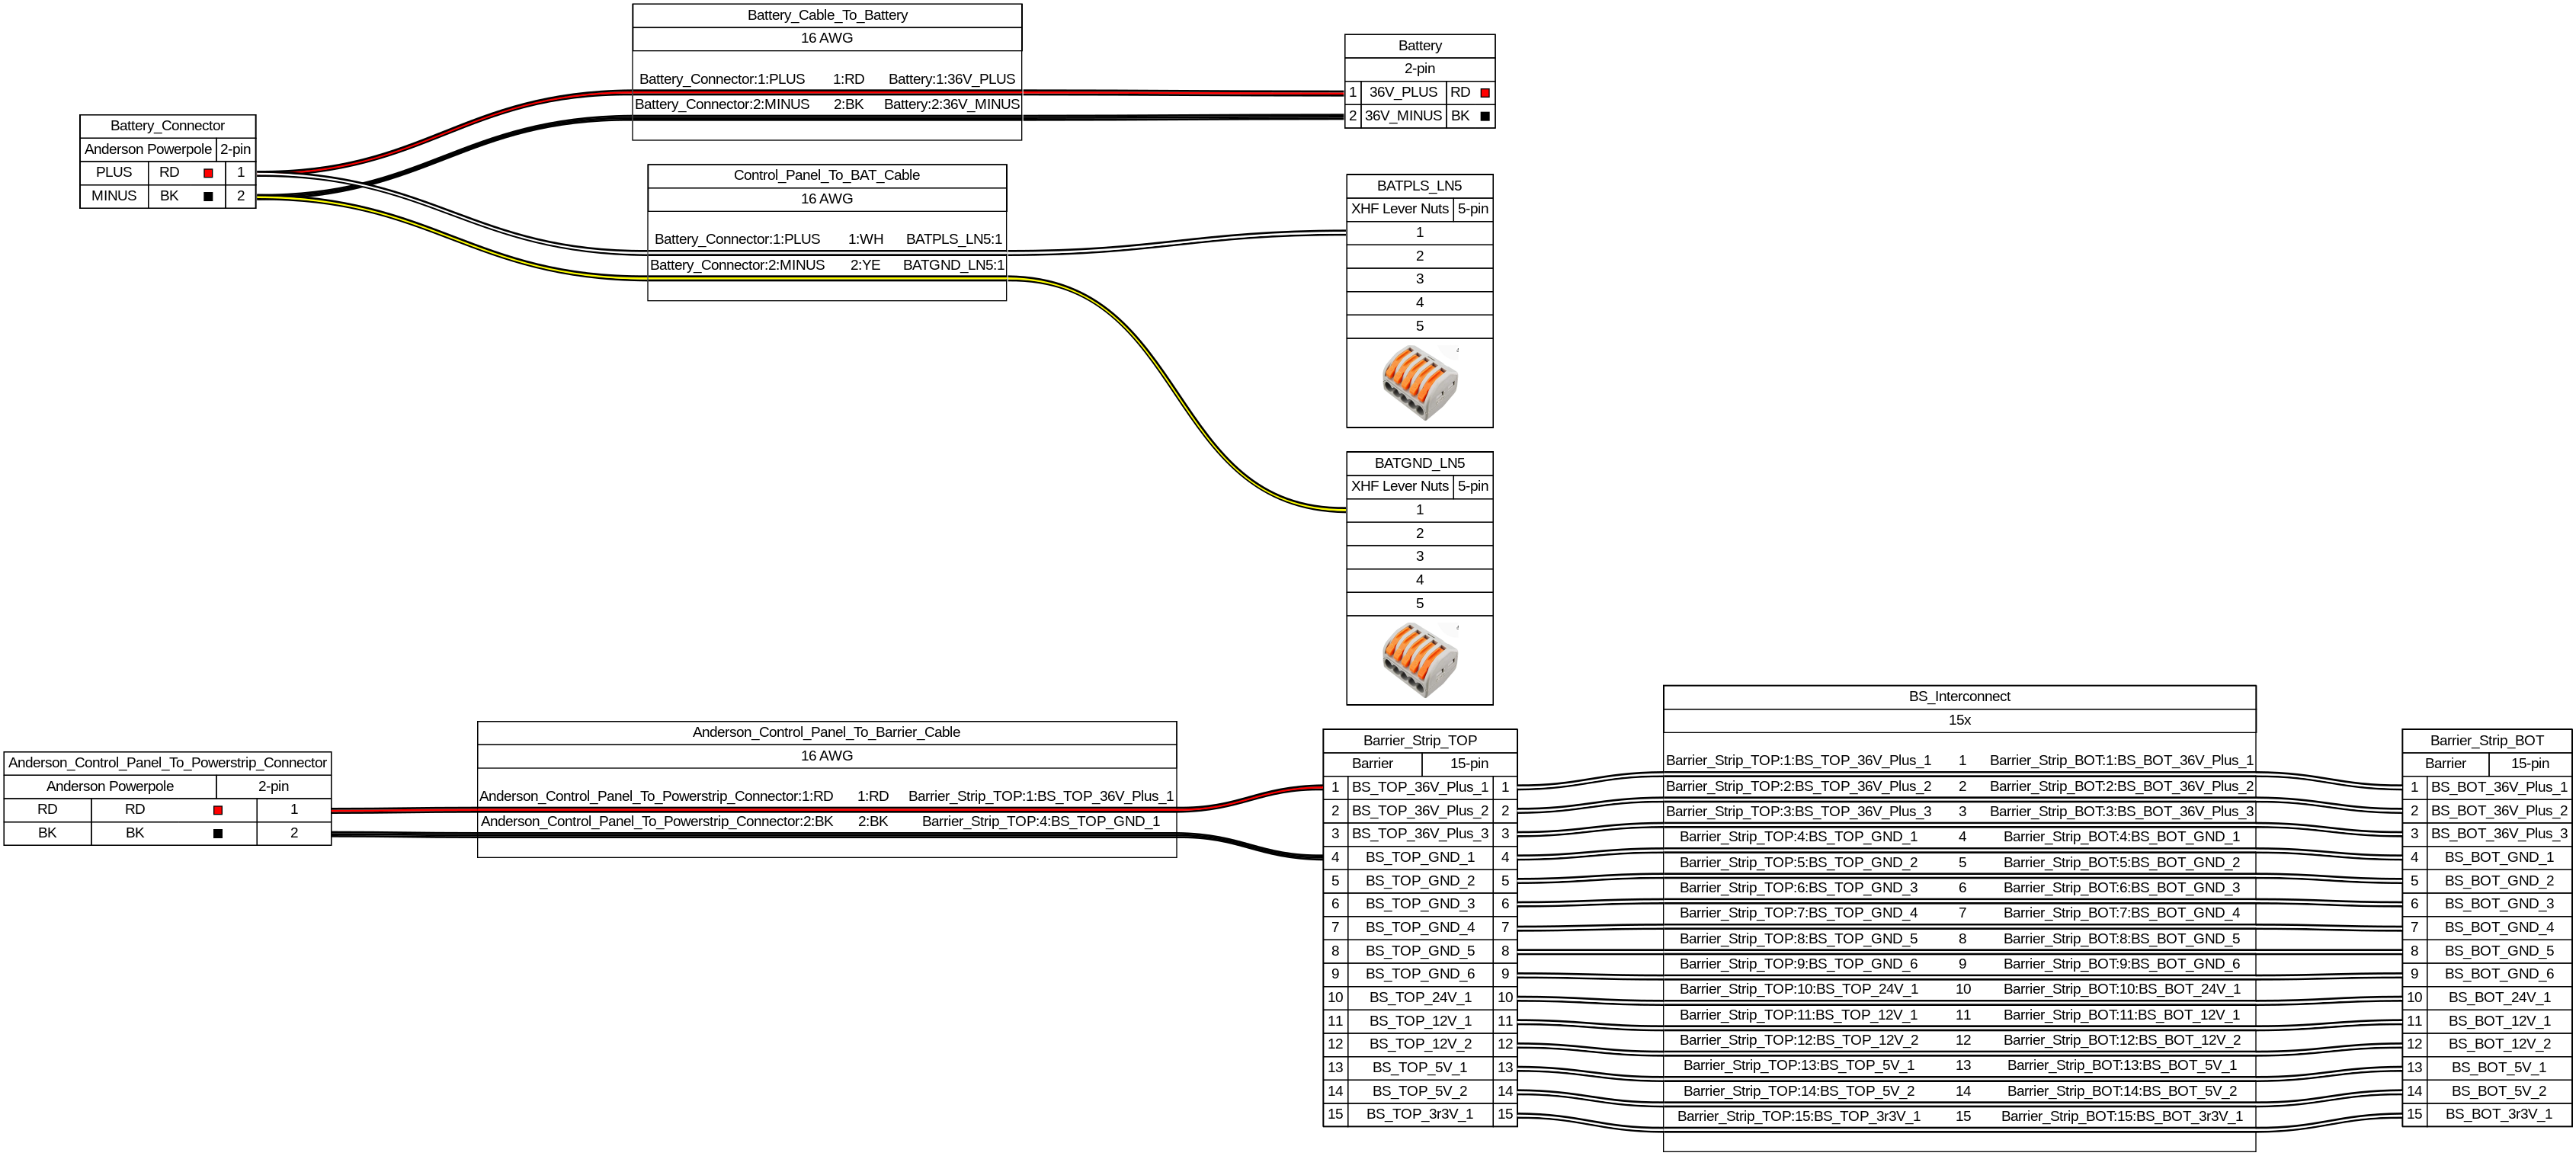 Battery_Cable_To_Battery
16 AWG
Battery_Connector:1:PLUS 1:RD Battery:1:36V_PLUS
Battery_Connector:2:MINUS 2:BK Battery:2:36V_MINUS
Battery
2-pin
1 36V_PLUS RD
2 36V_MINUS BK
Battery_Connector
Anderson Powerpole 2-pin
PLUS RD 1
MINUS BK 2
Control_Panel_To_BAT_Cable
16 AWG
Battery_Connector:1:PLUS 1:WH BATPLS_LN5:1
Battery_Connector:2:MINUS 2:YE BATGND_LN5:1
BATPLS_LN5
XHF Lever Nuts 5-pin
1
2
3
4
5
BATGND_LN5
XHF Lever Nuts 5-pin
1
2
3
4
5
Anderson_Control_Panel_To_Powerstrip_Connector
Anderson Powerpole 2-pin
RD RD 1
BK BK 2
Anderson_Control_Panel_To_Barrier_Cable
16 AWG
Anderson_Control_Panel_To_Powerstrip_Connector:1:RD 1:RD Barrier_Strip_TOP:1:BS_TOP_36V_Plus_1
Anderson_Control_Panel_To_Powerstrip_Connector:2:BK 2:BK Barrier_Strip_TOP:4:BS_TOP_GND_1
Barrier_Strip_TOP
Barrier 15-pin
1 BS_TOP_36V_Plus_1 1
2 BS_TOP_36V_Plus_2 2
3 BS_TOP_36V_Plus_3 3
4 BS_TOP_GND_1 4
5 BS_TOP_GND_2 5
6 BS_TOP_GND_3 6
7 BS_TOP_GND_4 7
8 BS_TOP_GND_5 8
9 BS_TOP_GND_6 9
10 BS_TOP_24V_1 10
11 BS_TOP_12V_1 11
12 BS_TOP_12V_2 12
13 BS_TOP_5V_1 13
14 BS_TOP_5V_2 14
15 BS_TOP_3r3V_1 15
BS_Interconnect
15x
Barrier_Strip_TOP:1:BS_TOP_36V_Plus_1 1 Barrier_Strip_BOT:1:BS_BOT_36V_Plus_1
Barrier_Strip_TOP:2:BS_TOP_36V_Plus_2 2 Barrier_Strip_BOT:2:BS_BOT_36V_Plus_2
Barrier_Strip_TOP:3:BS_TOP_36V_Plus_3 3 Barrier_Strip_BOT:3:BS_BOT_36V_Plus_3
Barrier_Strip_TOP:4:BS_TOP_GND_1 4 Barrier_Strip_BOT:4:BS_BOT_GND_1
Barrier_Strip_TOP:5:BS_TOP_GND_2 5 Barrier_Strip_BOT:5:BS_BOT_GND_2
Barrier_Strip_TOP:6:BS_TOP_GND_3 6 Barrier_Strip_BOT:6:BS_BOT_GND_3
Barrier_Strip_TOP:7:BS_TOP_GND_4 7 Barrier_Strip_BOT:7:BS_BOT_GND_4
Barrier_Strip_TOP:8:BS_TOP_GND_5 8 Barrier_Strip_BOT:8:BS_BOT_GND_5
Barrier_Strip_TOP:9:BS_TOP_GND_6 9 Barrier_Strip_BOT:9:BS_BOT_GND_6
Barrier_Strip_TOP:10:BS_TOP_24V_1 10 Barrier_Strip_BOT:10:BS_BOT_24V_1
Barrier_Strip_TOP:11:BS_TOP_12V_1 11 Barrier_Strip_BOT:11:BS_BOT_12V_1
Barrier_Strip_TOP:12:BS_TOP_12V_2 12 Barrier_Strip_BOT:12:BS_BOT_12V_2
Barrier_Strip_TOP:13:BS_TOP_5V_1 13 Barrier_Strip_BOT:13:BS_BOT_5V_1
Barrier_Strip_TOP:14:BS_TOP_5V_2 14 Barrier_Strip_BOT:14:BS_BOT_5V_2
Barrier_Strip_TOP:15:BS_TOP_3r3V_1 15 Barrier_Strip_BOT:15:BS_BOT_3r3V_1
Barrier_Strip_BOT
Barrier 15-pin
1 BS_BOT_36V_Plus_1
2 BS_BOT_36V_Plus_2
3 BS_BOT_36V_Plus_3
4 BS_BOT_GND_1
5 BS_BOT_GND_2
6 BS_BOT_GND_3
7 BS_BOT_GND_4
8 BS_BOT_GND_5
9 BS_BOT_GND_6
10 BS_BOT_24V_1
11 BS_BOT_12V_1
12 BS_BOT_12V_2
13 BS_BOT_5V_1
14 BS_BOT_5V_2
15 BS_BOT_3r3V_1